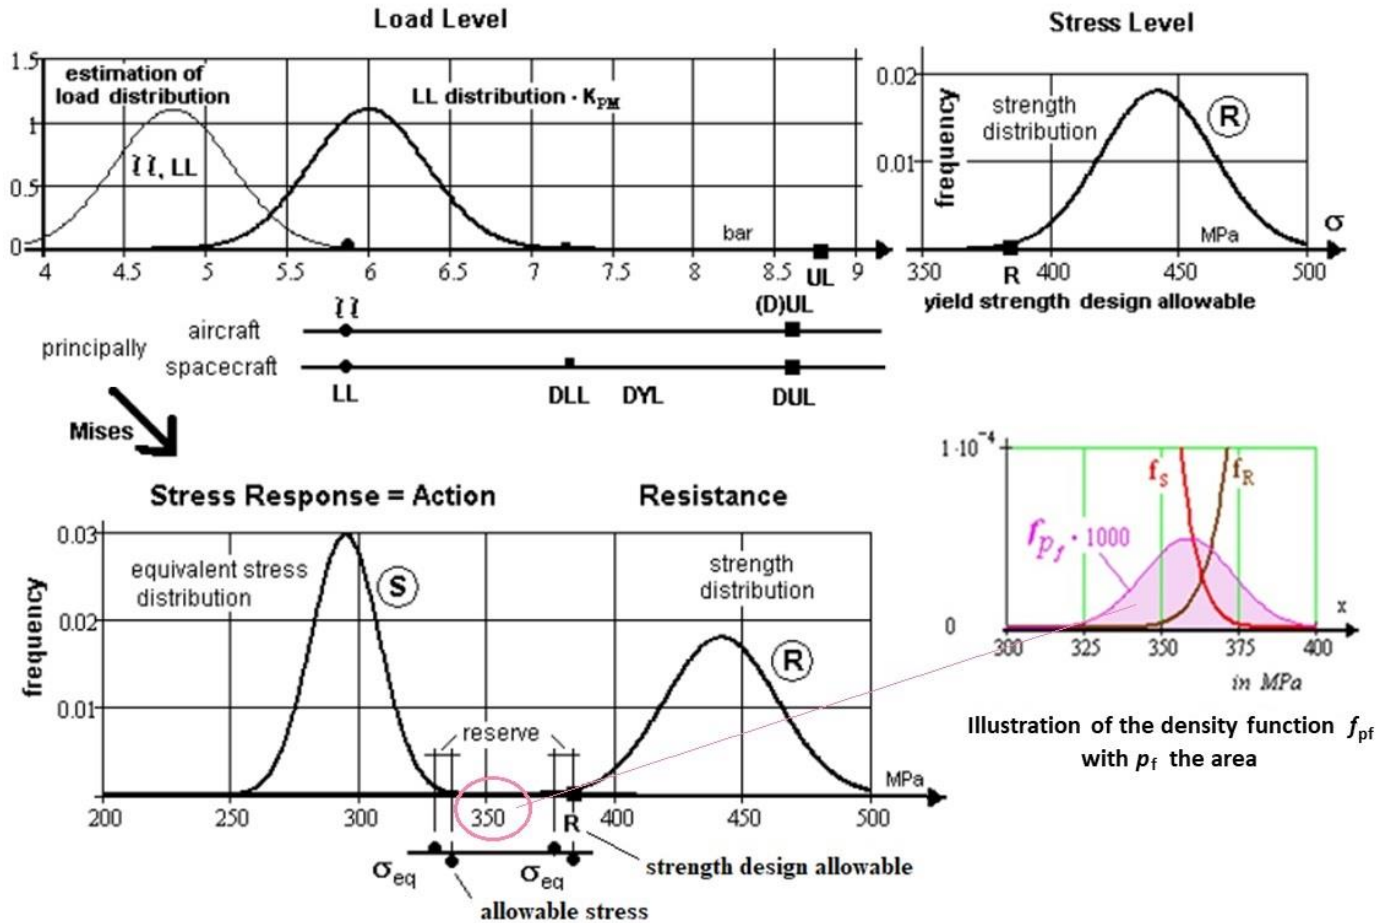 Load Level
1.5
1
0.5
0
estimation of
load distribution
LL distribution · K_PM
, LL
bar
4 4.5 5 5.5 6 6.5 7 7.5 8 8.5 UL 9
aircraft
spacecraft
principally
LL DLL DYL DUL
(D)UL
Mises
Stress Level
0.02
0.01
frequency
strength
distribution
R
MPa
σ
350 R 400 450 500
yield strength design allowable
Stress Response = Action
Resistance
0.03
0.02
0.01
frequency
equivalent stress
distribution
S
strength
distribution
R
reserve
MPa
200 250 300 350 R 400 450 500
σeq σeq
strength design allowable
allowable stress
1·10⁻⁴
0
f_S
f_R
f_pf · 1000
x
300 325 350 375 400
in MPa
Illustration of the density function f_pf
with p_f the area